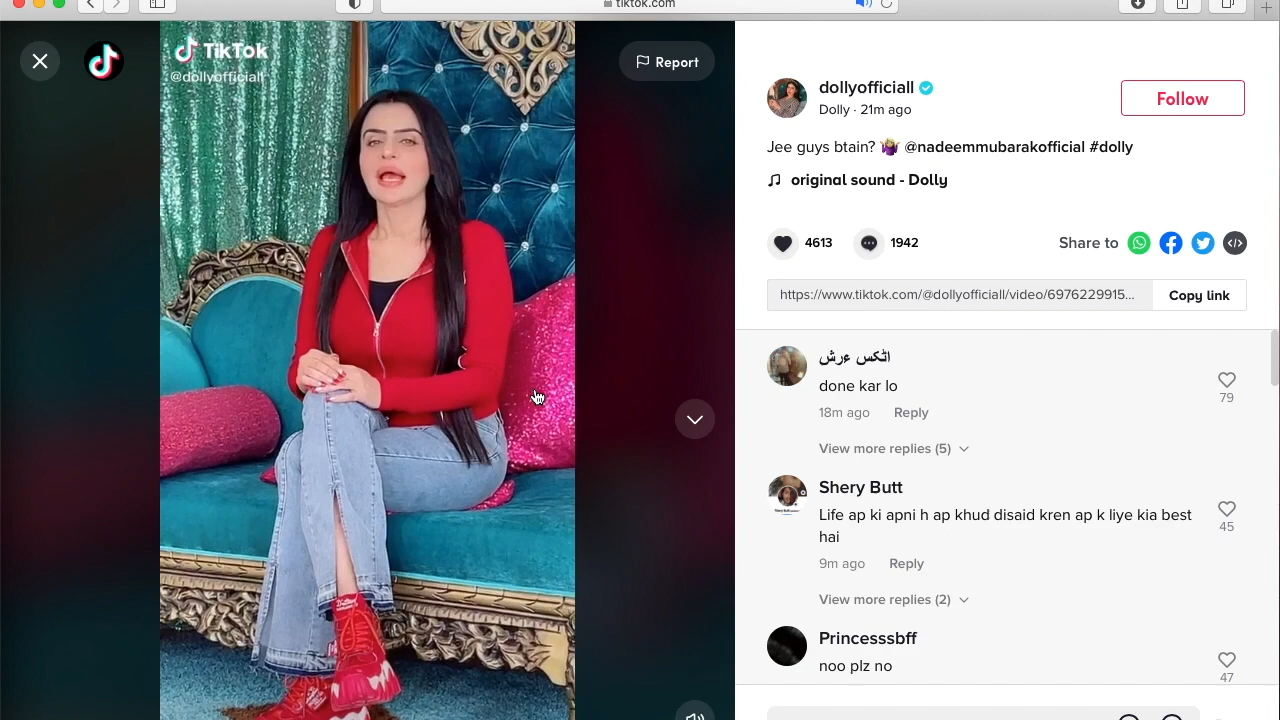 tiktok.com
TikTok
@dollyofficiall
Report
dollyofficiall
Dolly · 21m ago
Follow
Jee guys btain? 🤷‍♀️ @nadeemmubarakofficial #dolly
original sound - Dolly
4613
1942
Share to
https://www.tiktok.com/@dollyofficiall/video/6976229915...
Copy link
اٹکس ءرش
done kar lo
79
18m ago
Reply
View more replies (5)
Shery Butt
Life ap ki apni h ap khud disaid kren ap k liye kia best
hai
45
9m ago
Reply
View more replies (2)
Princesssbff
noo plz no
47